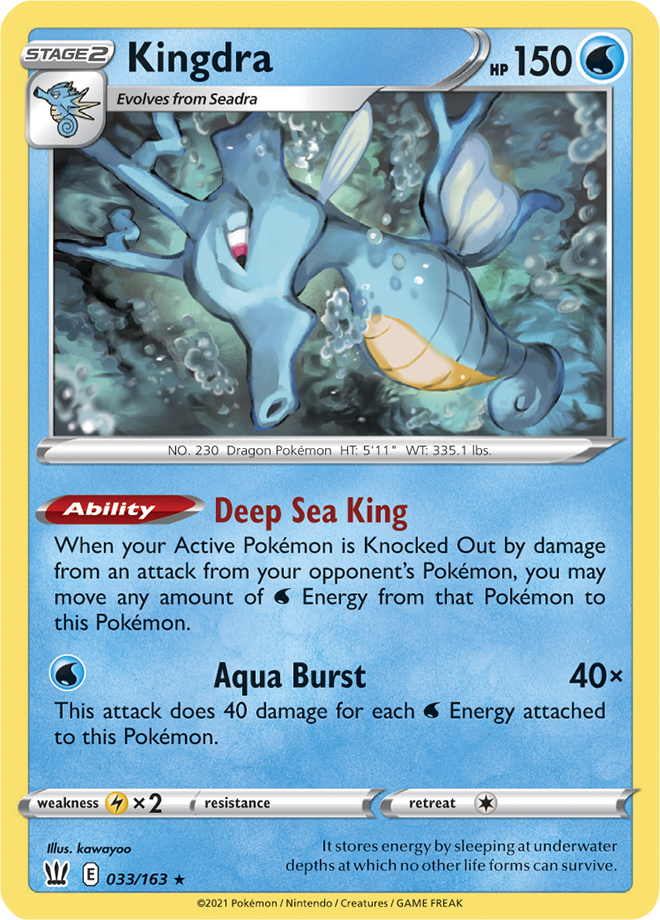 STAGE2
Kingdra
HP 150
Evolves from Seadra
NO. 230 Dragon Pokémon HT: 5'11" WT: 335.1 lbs.
Ability Deep Sea King
When your Active Pokémon is Knocked Out by damage
from an attack from your opponent's Pokémon, you may
move any amount of Energy from that Pokémon to
this Pokémon.
Aqua Burst 40×
This attack does 40 damage for each Energy attached
to this Pokémon.
weakness ×2 resistance retreat
Illus. kawayoo
It stores energy by sleeping at underwater
depths at which no other life forms can survive.
E 033/163 ★
©2021 Pokémon / Nintendo / Creatures / GAME FREAK